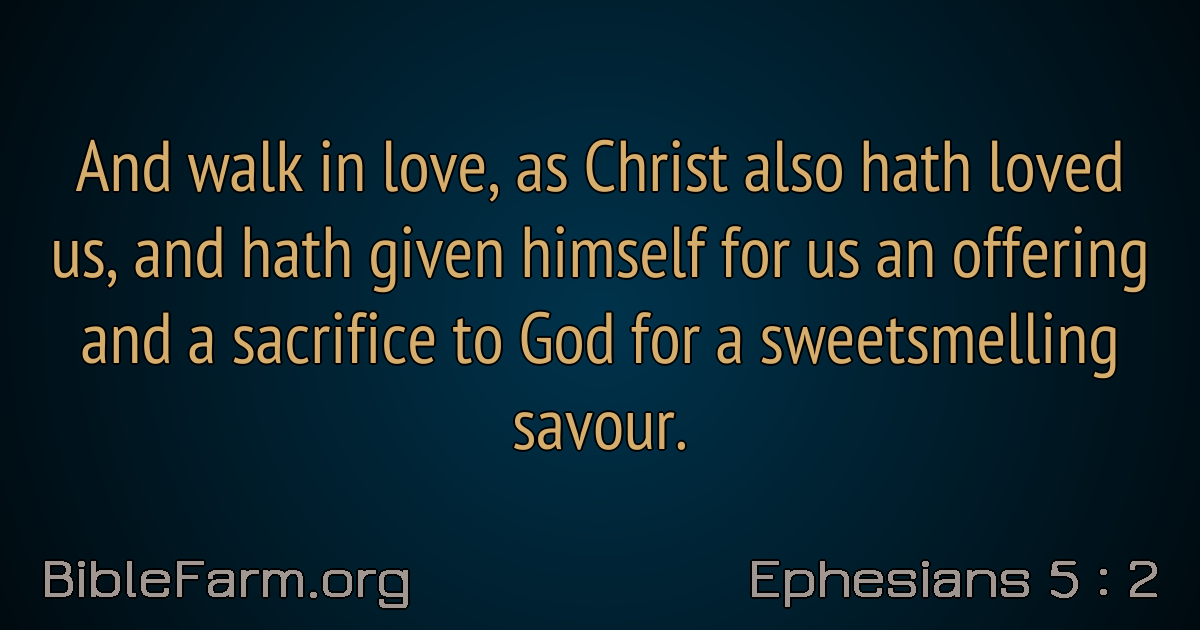 And walk in love, as Christ also hath loved
us, and hath given himself for us an offering
and a sacrifice to God for a sweetsmelling
savour.
BibleFarm.org
Ephesians 5 : 2